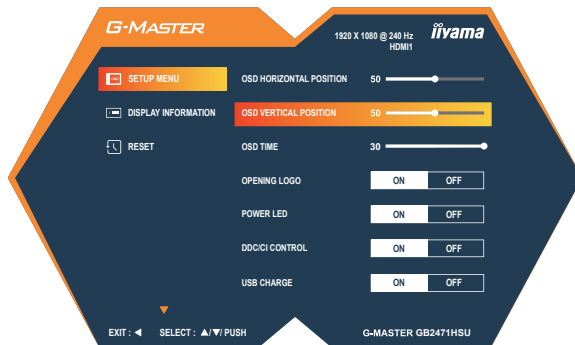 G-MASTER
1920 X 1080 @ 240 Hz
HDMI1
iiyama
SETUP MENU
OSD HORIZONTAL POSITION 50
DISPLAY INFORMATION
OSD VERTICAL POSITION 50
RESET
OSD TIME 30
OPENING LOGO ON OFF
POWER LED ON OFF
DDC/CI CONTROL ON OFF
USB CHARGE ON OFF
EXIT : ◀ SELECT : ▲/▼/ PUSH
G-MASTER GB2471HSU